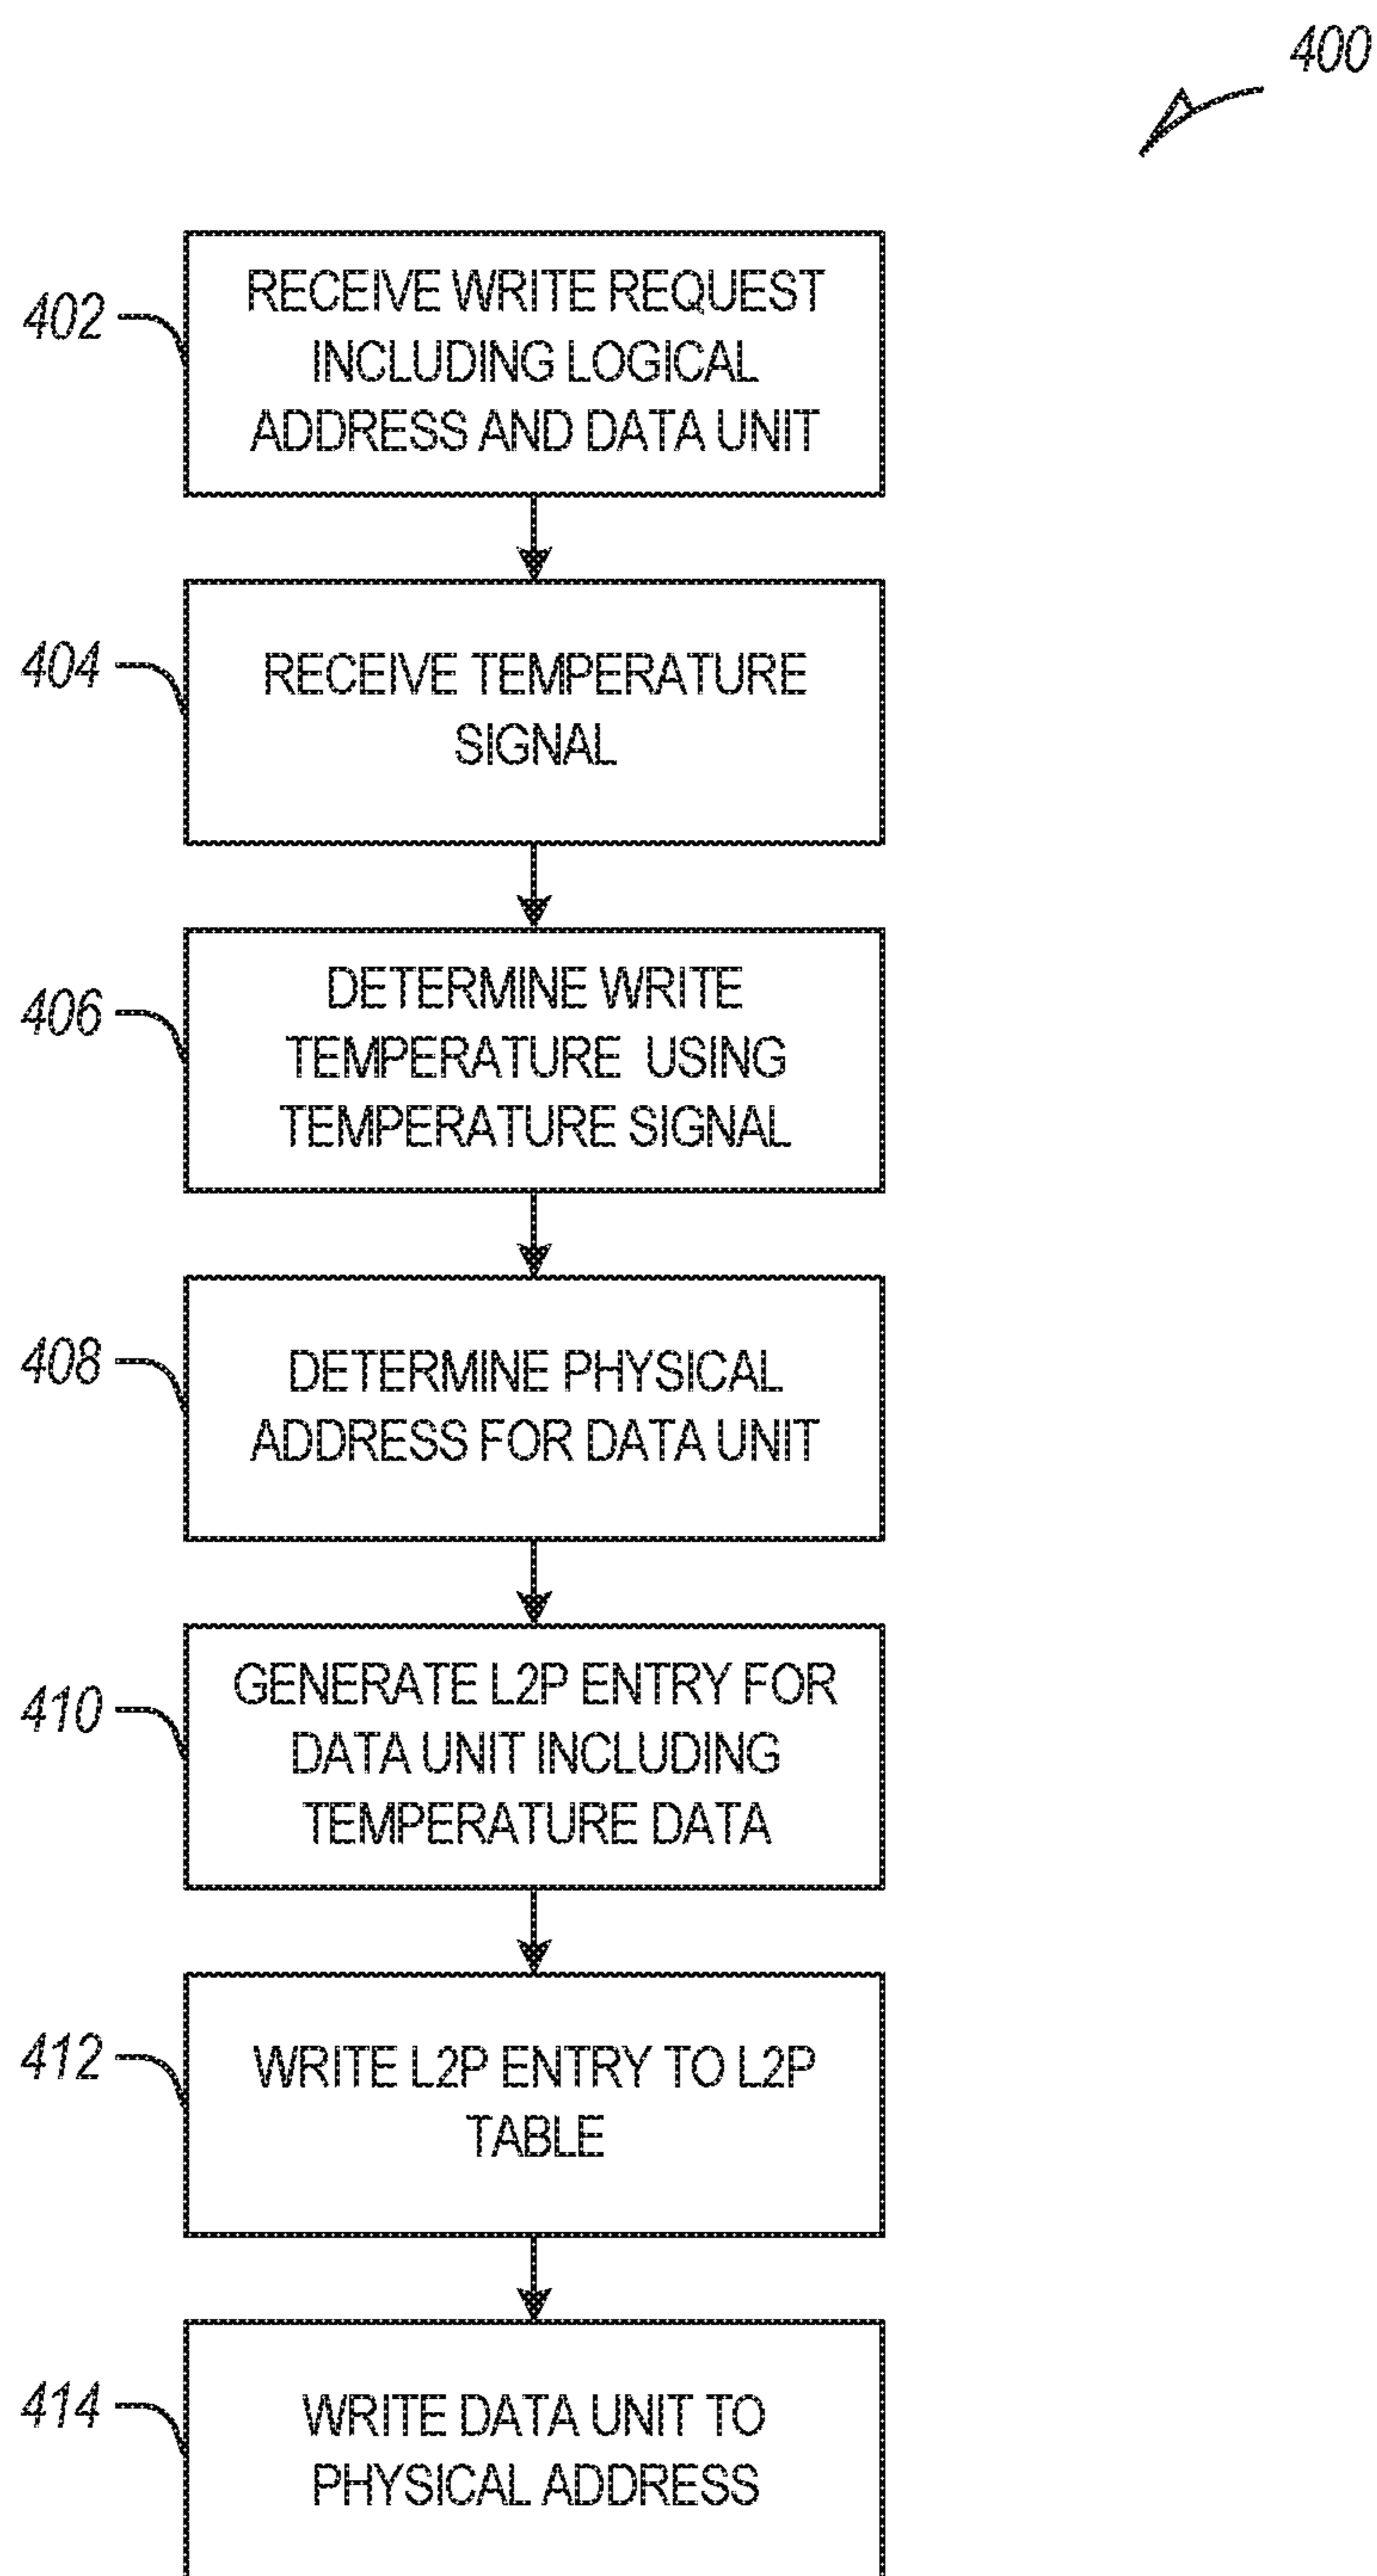 400
402
RECEIVE WRITE REQUEST
INCLUDING LOGICAL
ADDRESS AND DATA UNIT
404
RECEIVE TEMPERATURE
SIGNAL
406
DETERMINE WRITE
TEMPERATURE USING
TEMPERATURE SIGNAL
408
DETERMINE PHYSICAL
ADDRESS FOR DATA UNIT
410
GENERATE L2P ENTRY FOR
DATA UNIT INCLUDING
TEMPERATURE DATA
412
WRITE L2P ENTRY TO L2P
TABLE
414
WRITE DATA UNIT TO
PHYSICAL ADDRESS